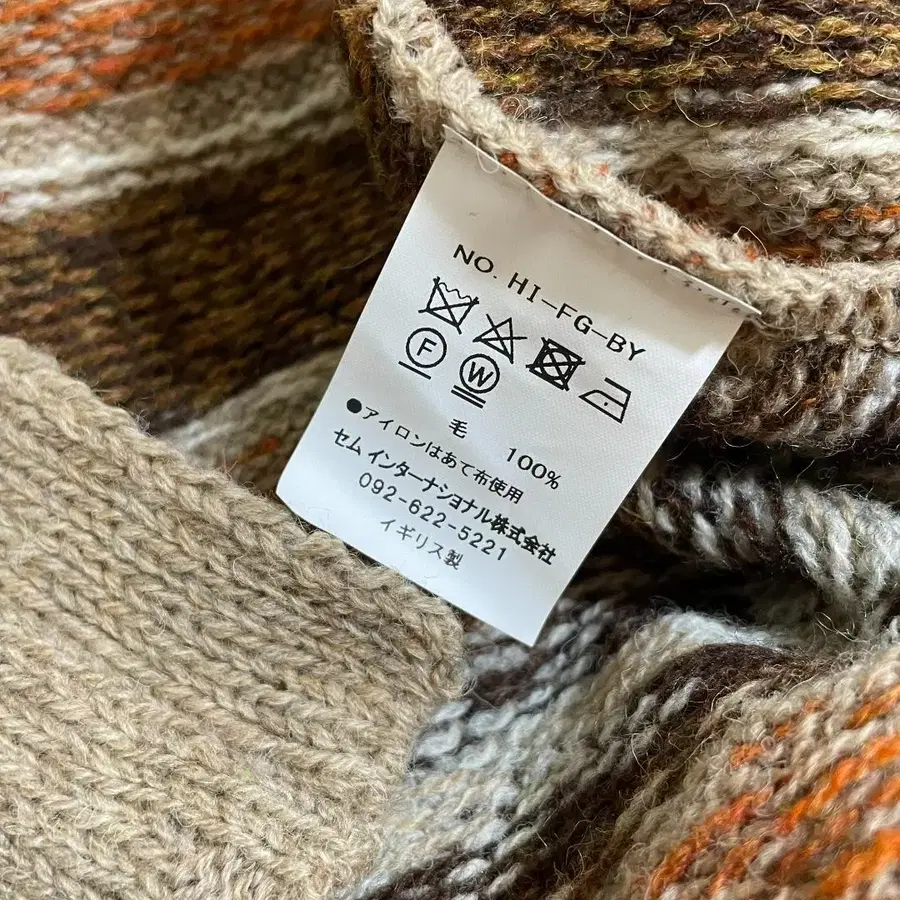 NO. HI-FG-BY
F
W
毛 100%
●アイロンはあて布使用
セム インターナショナル株式会社
092-622-5221
イギリス製